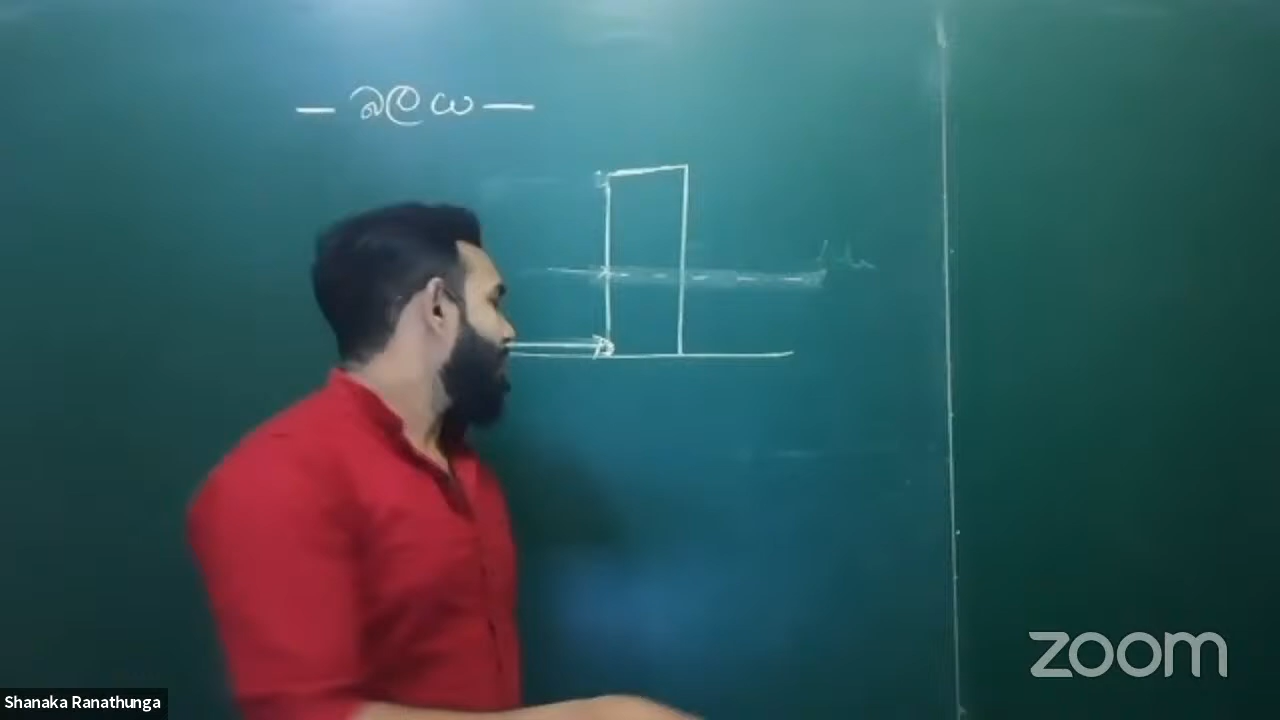 — බලය —
zoom
Shanaka Ranathunga